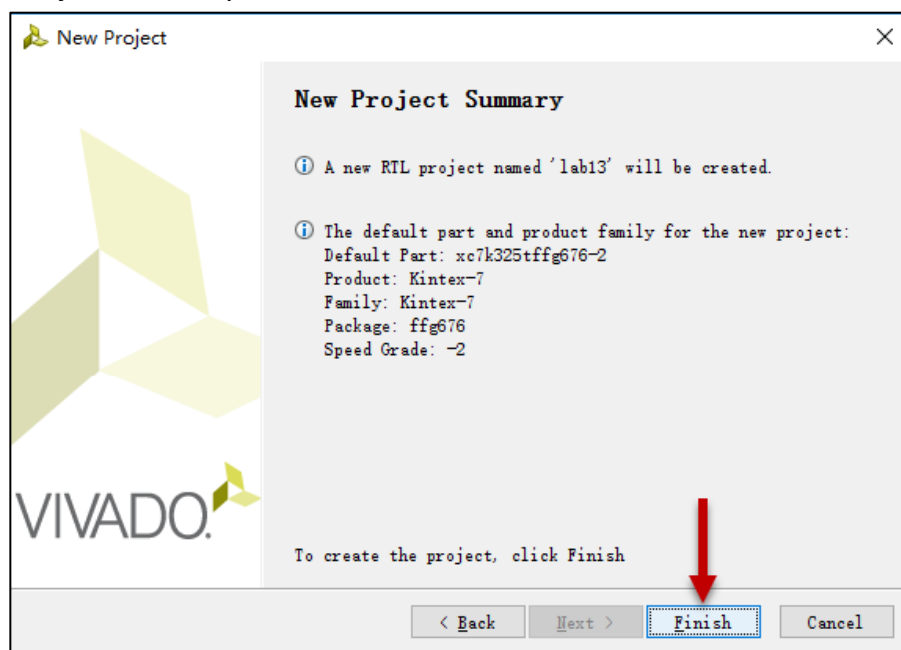 New Project
New Project Summary
A new RTL project named 'lab13' will be created.
The default part and product family for the new project:
Default Part: xc7k325tffg676-2
Product: Kintex-7
Family: Kintex-7
Package: ffg676
Speed Grade: -2
VIVADO.
To create the project, click Finish
< Back Next > Finish Cancel